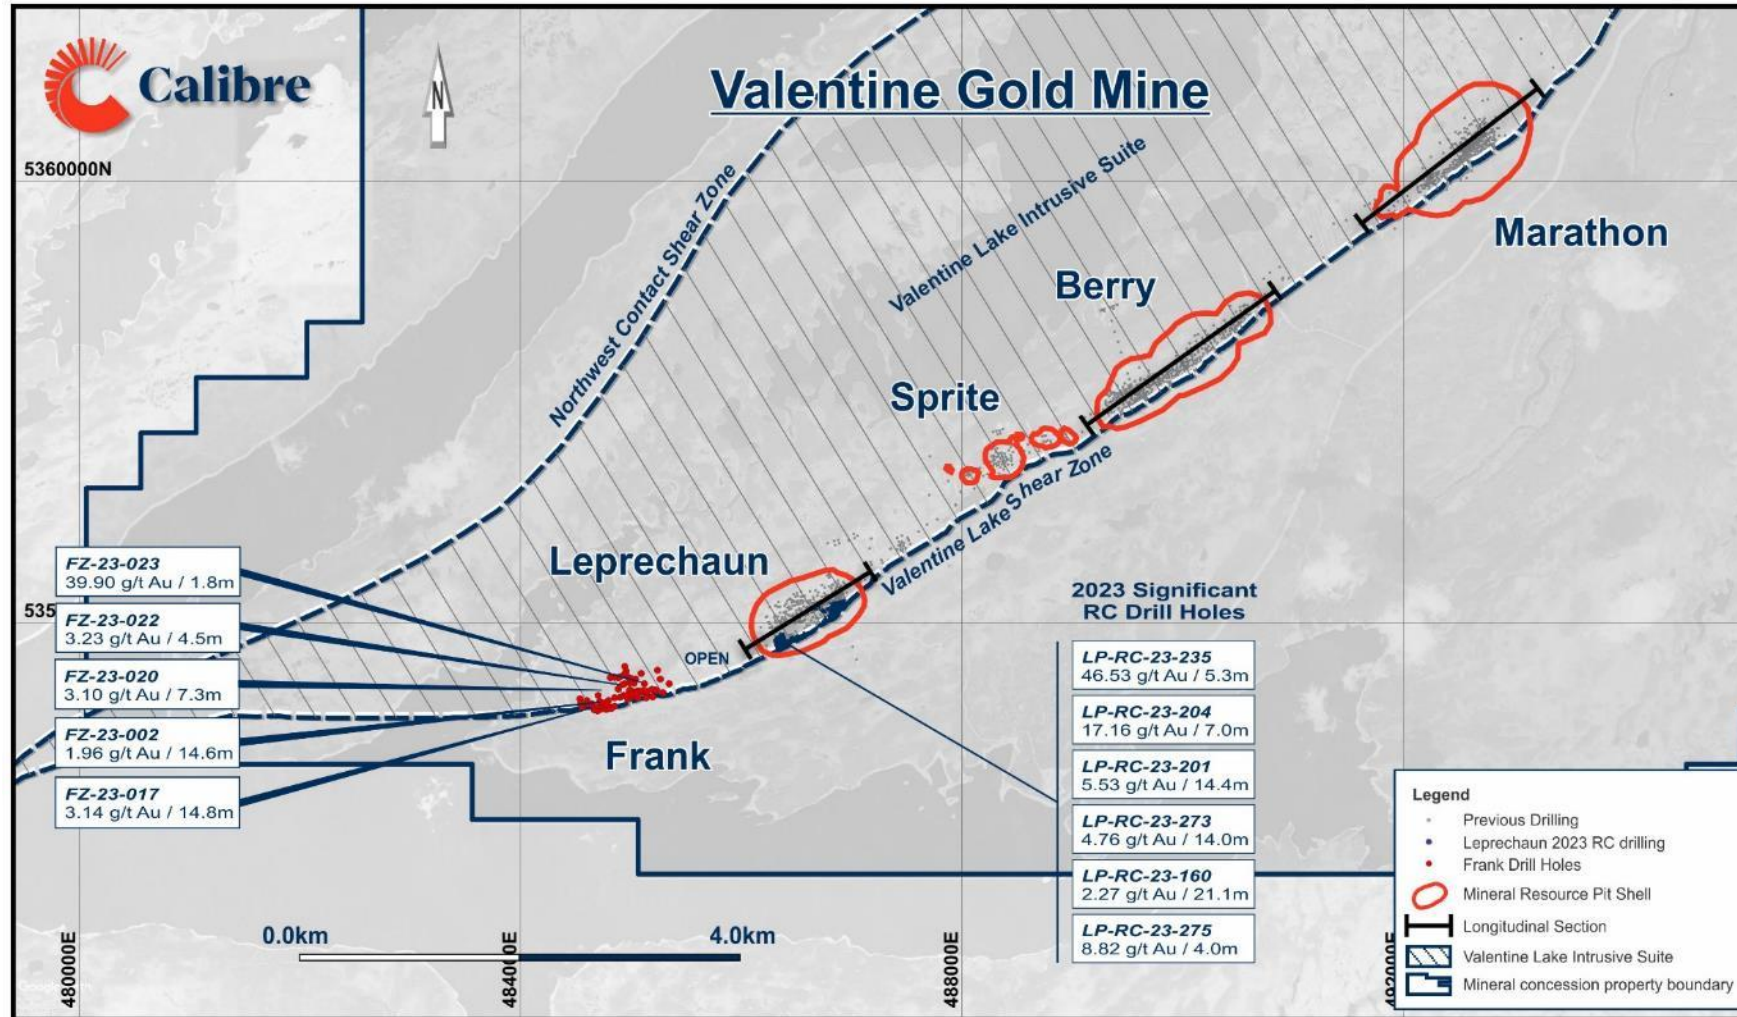 Calibre
N
Valentine Gold Mine
5360000N
Northwest Contact Shear Zone
Valentine Lake Intrusive Suite
Marathon
Berry
Sprite
Valentine Lake Shear Zone
Leprechaun
OPEN
Frank
535
FZ-23-023
39.90 g/t Au / 1.8m
FZ-23-022
3.23 g/t Au / 4.5m
FZ-23-020
3.10 g/t Au / 7.3m
FZ-23-002
1.96 g/t Au / 14.6m
FZ-23-017
3.14 g/t Au / 14.8m
2023 Significant
RC Drill Holes
LP-RC-23-235
46.53 g/t Au / 5.3m
LP-RC-23-204
17.16 g/t Au / 7.0m
LP-RC-23-201
5.53 g/t Au / 14.4m
LP-RC-23-273
4.76 g/t Au / 14.0m
LP-RC-23-160
2.27 g/t Au / 21.1m
LP-RC-23-275
8.82 g/t Au / 4.0m
Legend
Previous Drilling
Leprechaun 2023 RC drilling
Frank Drill Holes
Mineral Resource Pit Shell
Longitudinal Section
Valentine Lake Intrusive Suite
Mineral concession property boundary
0.0km
4.0km
480000E
484000E
488000E
492000E